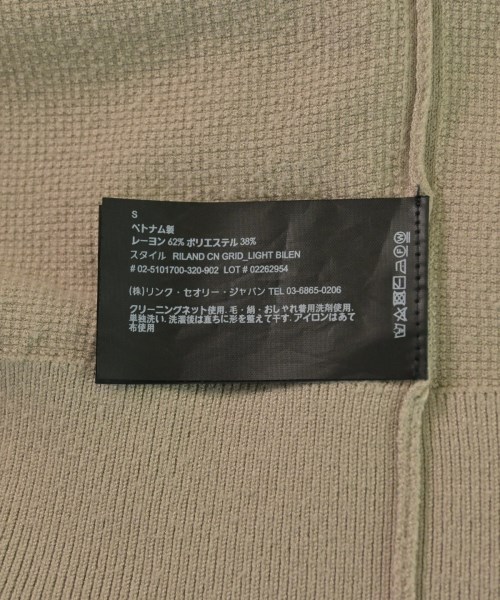 S
ベトナム製
レーヨン 62% ポリエステル 38%
スタイル RILAND CN GRID_LIGHT BILEN
# 02-5101700-320-902 LOT # 02262954
(株)リンク・セオリー・ジャパン TEL 03-6865-0206
クリーニングネット使用. 毛・絹・おしゃれ着用洗剤使用.
単独洗い. 洗濯後は直ちに形を整えて干す. アイロンはあて
布使用